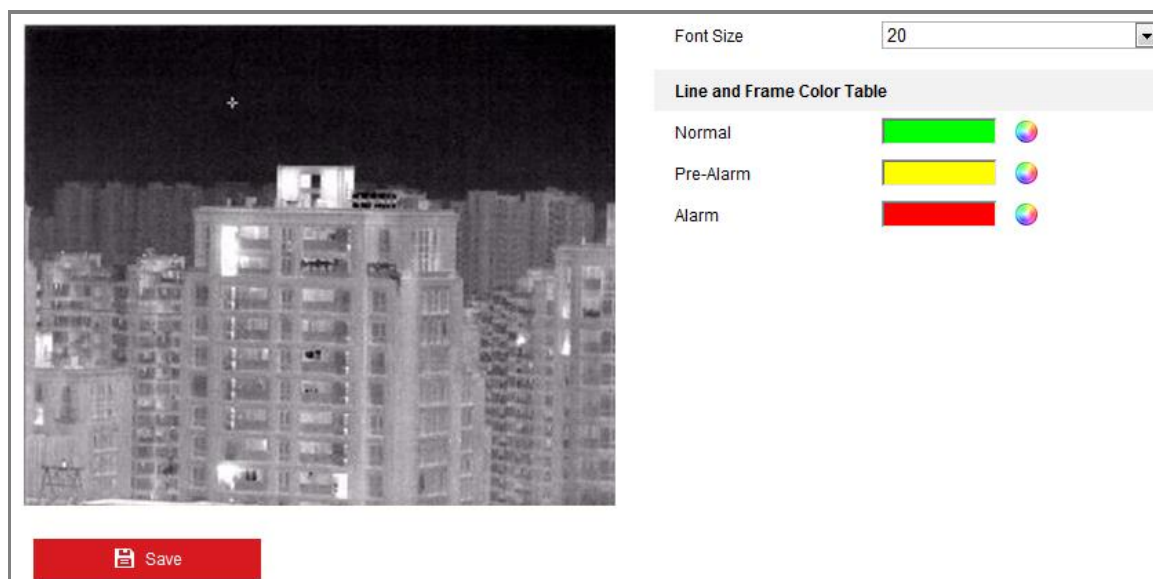 Font Size 20
Line and Frame Color Table
Normal
Pre-Alarm
Alarm
Save